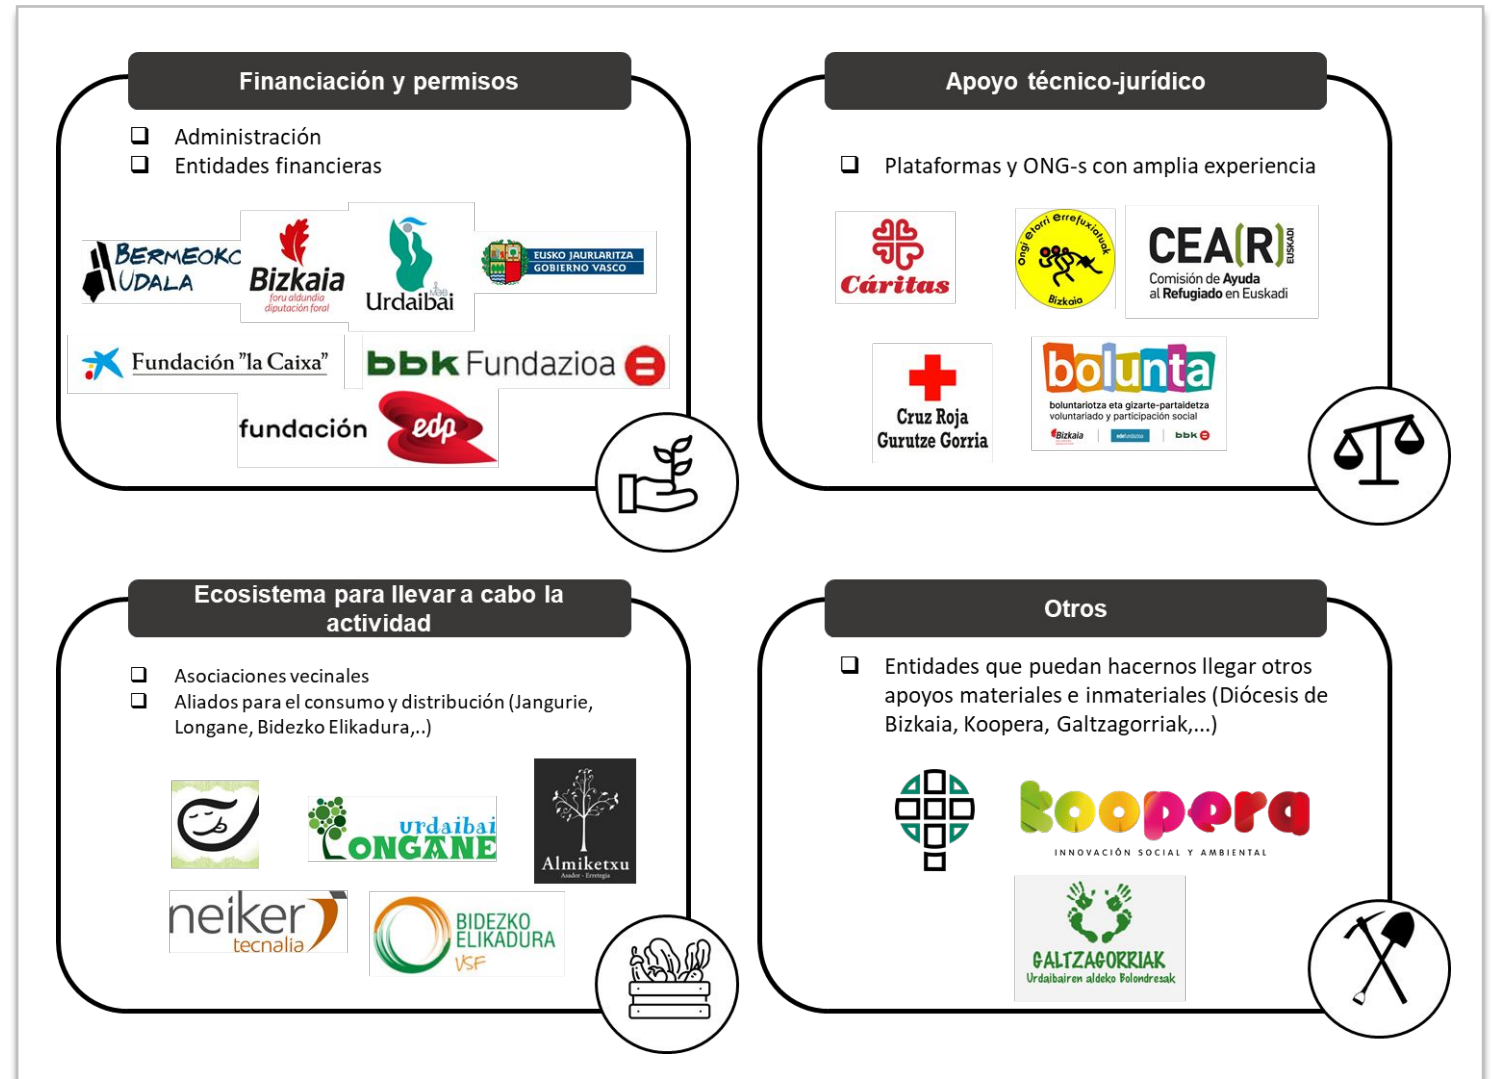 Financiación y permisos
Administración
Entidades financieras
BERMEOKO
UDALA
Bizkaia
foru aldundia
diputación foral
Urdaibai
EUSKO JAURLARITZA
GOBIERNO VASCO
Fundación "la Caixa"
bbk Fundazioa
fundación edp
Apoyo técnico-jurídico
Plataformas y ONG-s con amplia experiencia
Cáritas
Ongi Etorri Errefuxiatuak
Bizkaia
CEA(R) EUSKADI
Comisión de Ayuda
al Refugiado en Euskadi
Cruz Roja
Gurutze Gorria
bolunta
boluntariotza eta gizarte-partaidetza
voluntariado y participación social
Bizkaia
bbk
Ecosistema para llevar a cabo la
actividad
Asociaciones vecinales
Aliados para el consumo y distribución (Jangurie,
Longane, Bidezko Elikadura,..)
urdaibai
LONGANE
Almiketxu
Asador - Erretegia
neiker
tecnalia
BIDEZKO
ELIKADURA
VSF
Otros
Entidades que puedan hacernos llegar otros
apoyos materiales e inmateriales (Diócesis de
Bizkaia, Koopera, Galtzagorriak,...)
koopera
INNOVACIÓN SOCIAL Y AMBIENTAL
GALTZAGORRIAK
Urdaibairen aldeko Bolondresak